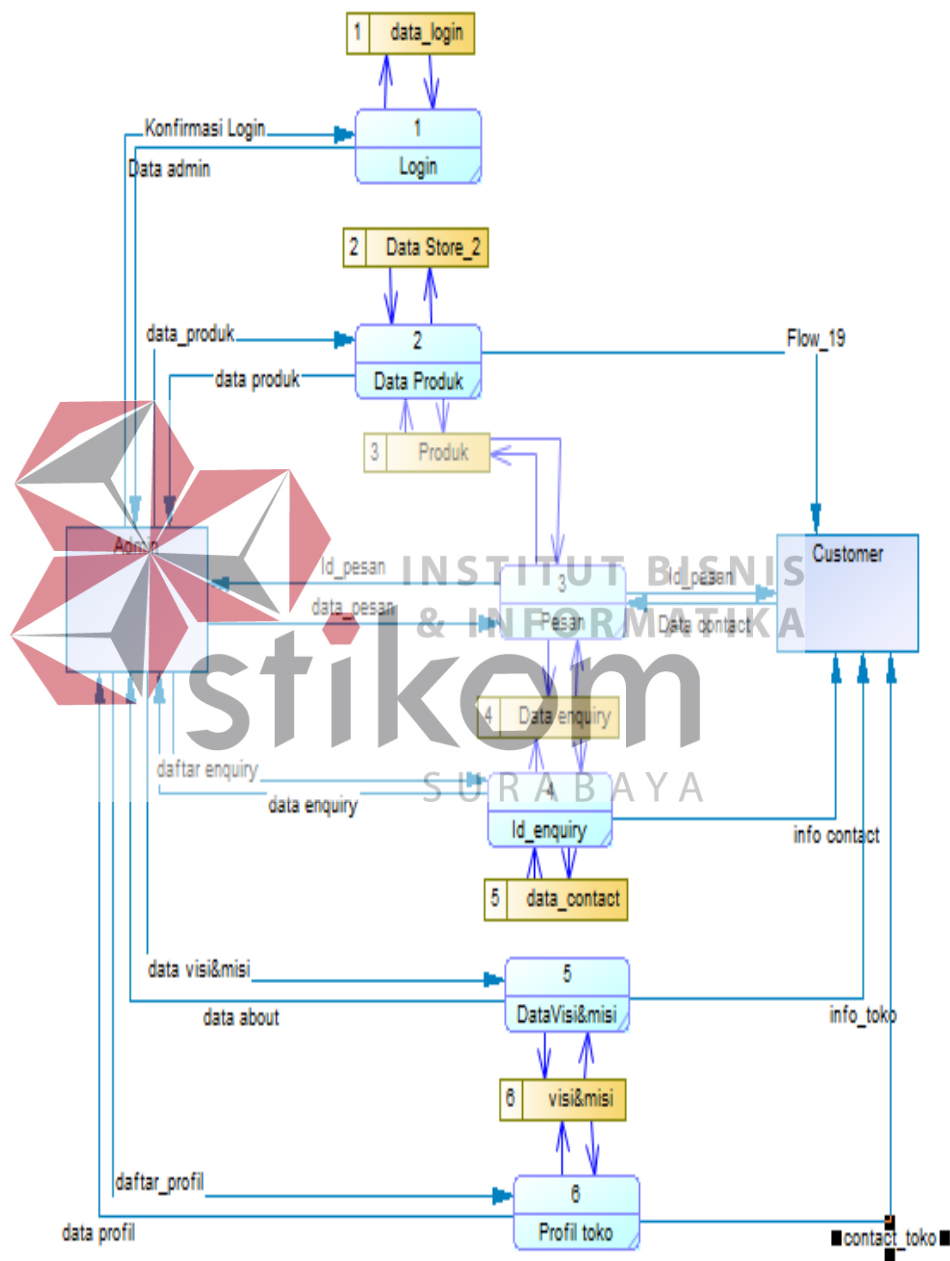 1 data_login
1
Konfirmasi Login
Login
Data admin
2 Data Store_2
2
data_produk
Flow_19
Data Produk
data produk
3 Produk
Admin
Customer
Id_pesan
INSTITUT BISNIS
Id_pesan
3
data_pesan
& INFORMATIKA
Pesan
Data contact
stikom
4 Data enquiry
daftar enquiry
SURABAYA
4
data enquiry
Id_enquiry
info contact
5 data_contact
data visi&misi
5
data about
DataVisi&misi
info_toko
6 visi&misi
daftar_profil
6
data profil
Profil toko
contact_toko